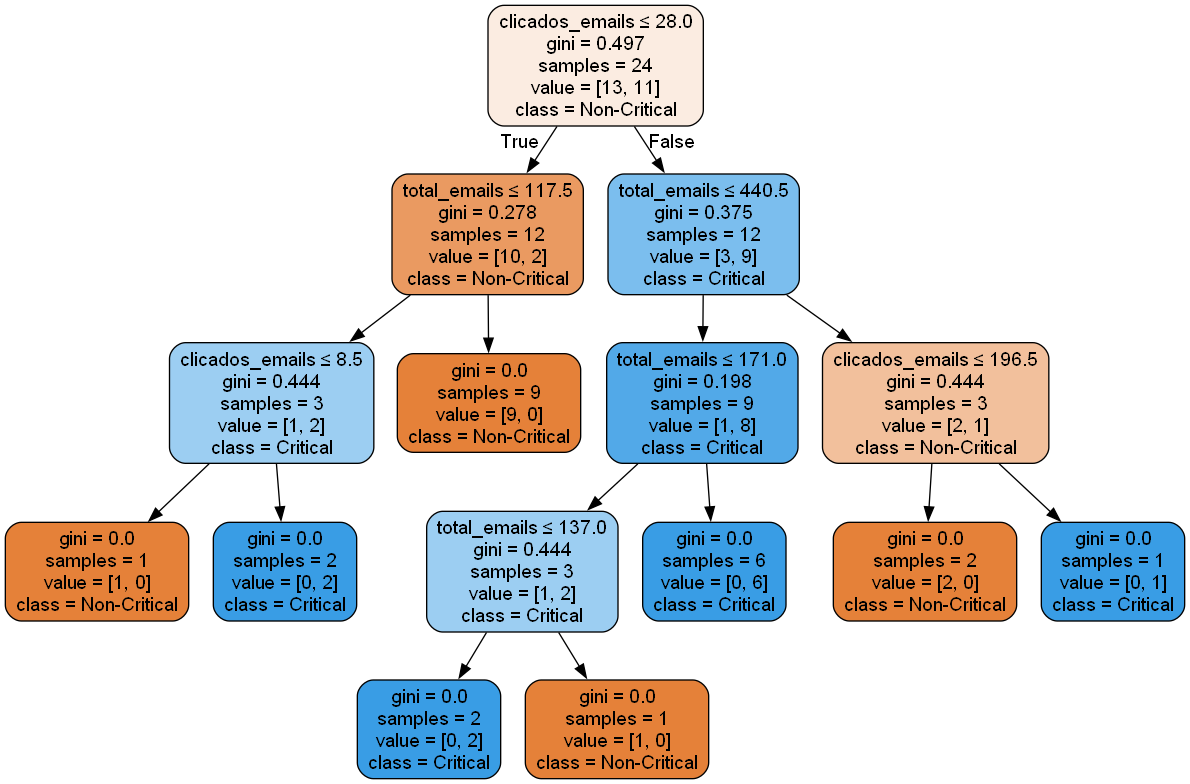 clicados_emails ≤ 28.0
gini = 0.497
samples = 24
value = [13, 11]
class = Non-Critical
True
False
total_emails ≤ 117.5
gini = 0.278
samples = 12
value = [10, 2]
class = Non-Critical
total_emails ≤ 440.5
gini = 0.375
samples = 12
value = [3, 9]
class = Critical
clicados_emails ≤ 8.5
gini = 0.444
samples = 3
value = [1, 2]
class = Critical
gini = 0.0
samples = 9
value = [9, 0]
class = Non-Critical
total_emails ≤ 171.0
gini = 0.198
samples = 9
value = [1, 8]
class = Critical
clicados_emails ≤ 196.5
gini = 0.444
samples = 3
value = [2, 1]
class = Non-Critical
gini = 0.0
samples = 1
value = [1, 0]
class = Non-Critical
gini = 0.0
samples = 2
value = [0, 2]
class = Critical
total_emails ≤ 137.0
gini = 0.444
samples = 3
value = [1, 2]
class = Critical
gini = 0.0
samples = 6
value = [0, 6]
class = Critical
gini = 0.0
samples = 2
value = [2, 0]
class = Non-Critical
gini = 0.0
samples = 1
value = [0, 1]
class = Critical
gini = 0.0
samples = 2
value = [0, 2]
class = Critical
gini = 0.0
samples = 1
value = [1, 0]
class = Non-Critical